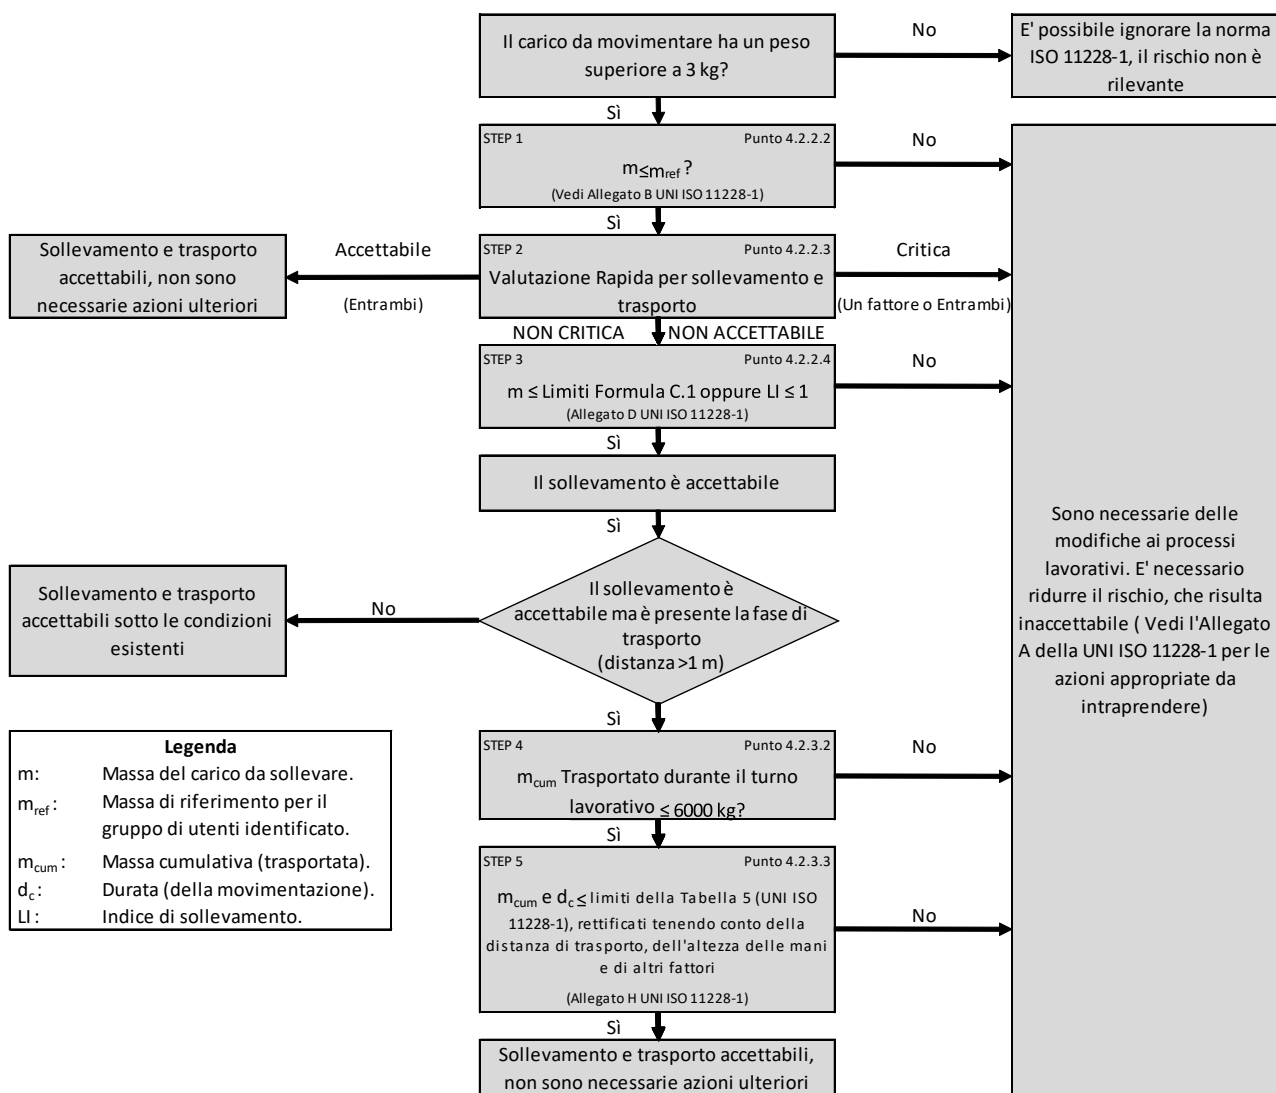 Il carico da movimentare ha un peso
superiore a 3 kg?
No
E' possibile ignorare la norma
ISO 11228-1, il rischio non è
rilevante
Sì
STEP 1 Punto 4.2.2.2
m≤mref ?
(Vedi Allegato B UNI ISO 11228-1)
No
Sì
Sollevamento e trasporto
accettabili, non sono
necessarie azioni ulteriori
Accettabile
(Entrambi)
STEP 2 Punto 4.2.2.3
Valutazione Rapida per sollevamento e
trasporto
Critica
(Un fattore o Entrambi)
NON CRITICA NON ACCETTABILE
STEP 3 Punto 4.2.2.4
m ≤ Limiti Formula C.1 oppure LI ≤ 1
(Allegato D UNI ISO 11228-1)
No
Sì
Il sollevamento è accettabile
Sì
Il sollevamento è
accettabile ma è presente la fase di
trasporto
(distanza >1 m)
No
Sollevamento e trasporto
accettabili sotto le condizioni
esistenti
Sono necessarie delle
modifiche ai processi
lavorativi. E' necessario
ridurre il rischio, che risulta
inaccettabile ( Vedi l'Allegato
A della UNI ISO 11228-1 per le
azioni appropriate da
intraprendere)
Sì
STEP 4 Punto 4.2.3.2
mcum Trasportato durante il turno
lavorativo ≤ 6000 kg?
No
Sì
STEP 5 Punto 4.2.3.3
mcum e dc ≤ limiti della Tabella 5 (UNI ISO
11228-1), rettificati tenendo conto della
distanza di trasporto, dell'altezza delle mani
e di altri fattori
(Allegato H UNI ISO 11228-1)
No
Sì
Sollevamento e trasporto accettabili,
non sono necessarie azioni ulteriori
Legenda
m: Massa del carico da sollevare.
mref : Massa di riferimento per il
gruppo di utenti identificato.
mcum : Massa cumulativa (trasportata).
dc : Durata (della movimentazione).
LI : Indice di sollevamento.